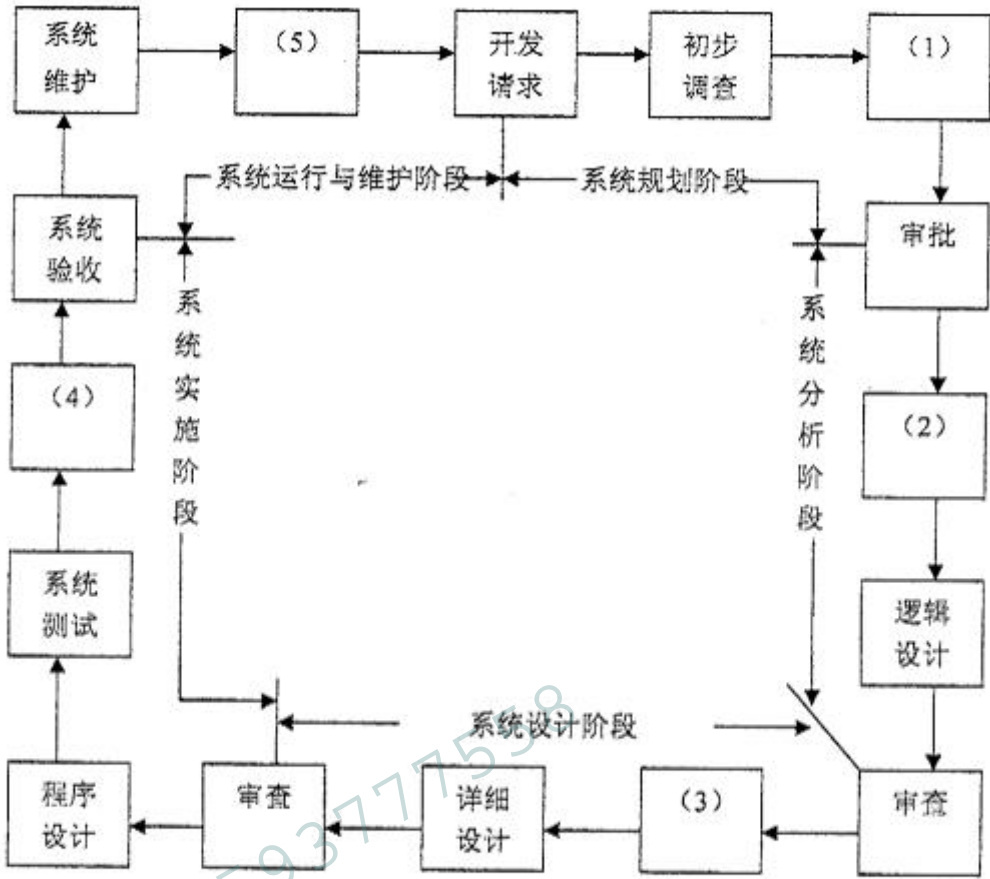 系统
维护
（5）
开发
请求
初步
调查
（1）
系统运行与维护阶段
系统规划阶段
系统
验收
审批
系统实施阶段
系统分析阶段
（4）
（2）
系统
测试
逻辑
设计
系统设计阶段
程序
设计
审查
详细
设计
（3）
审查
93777558